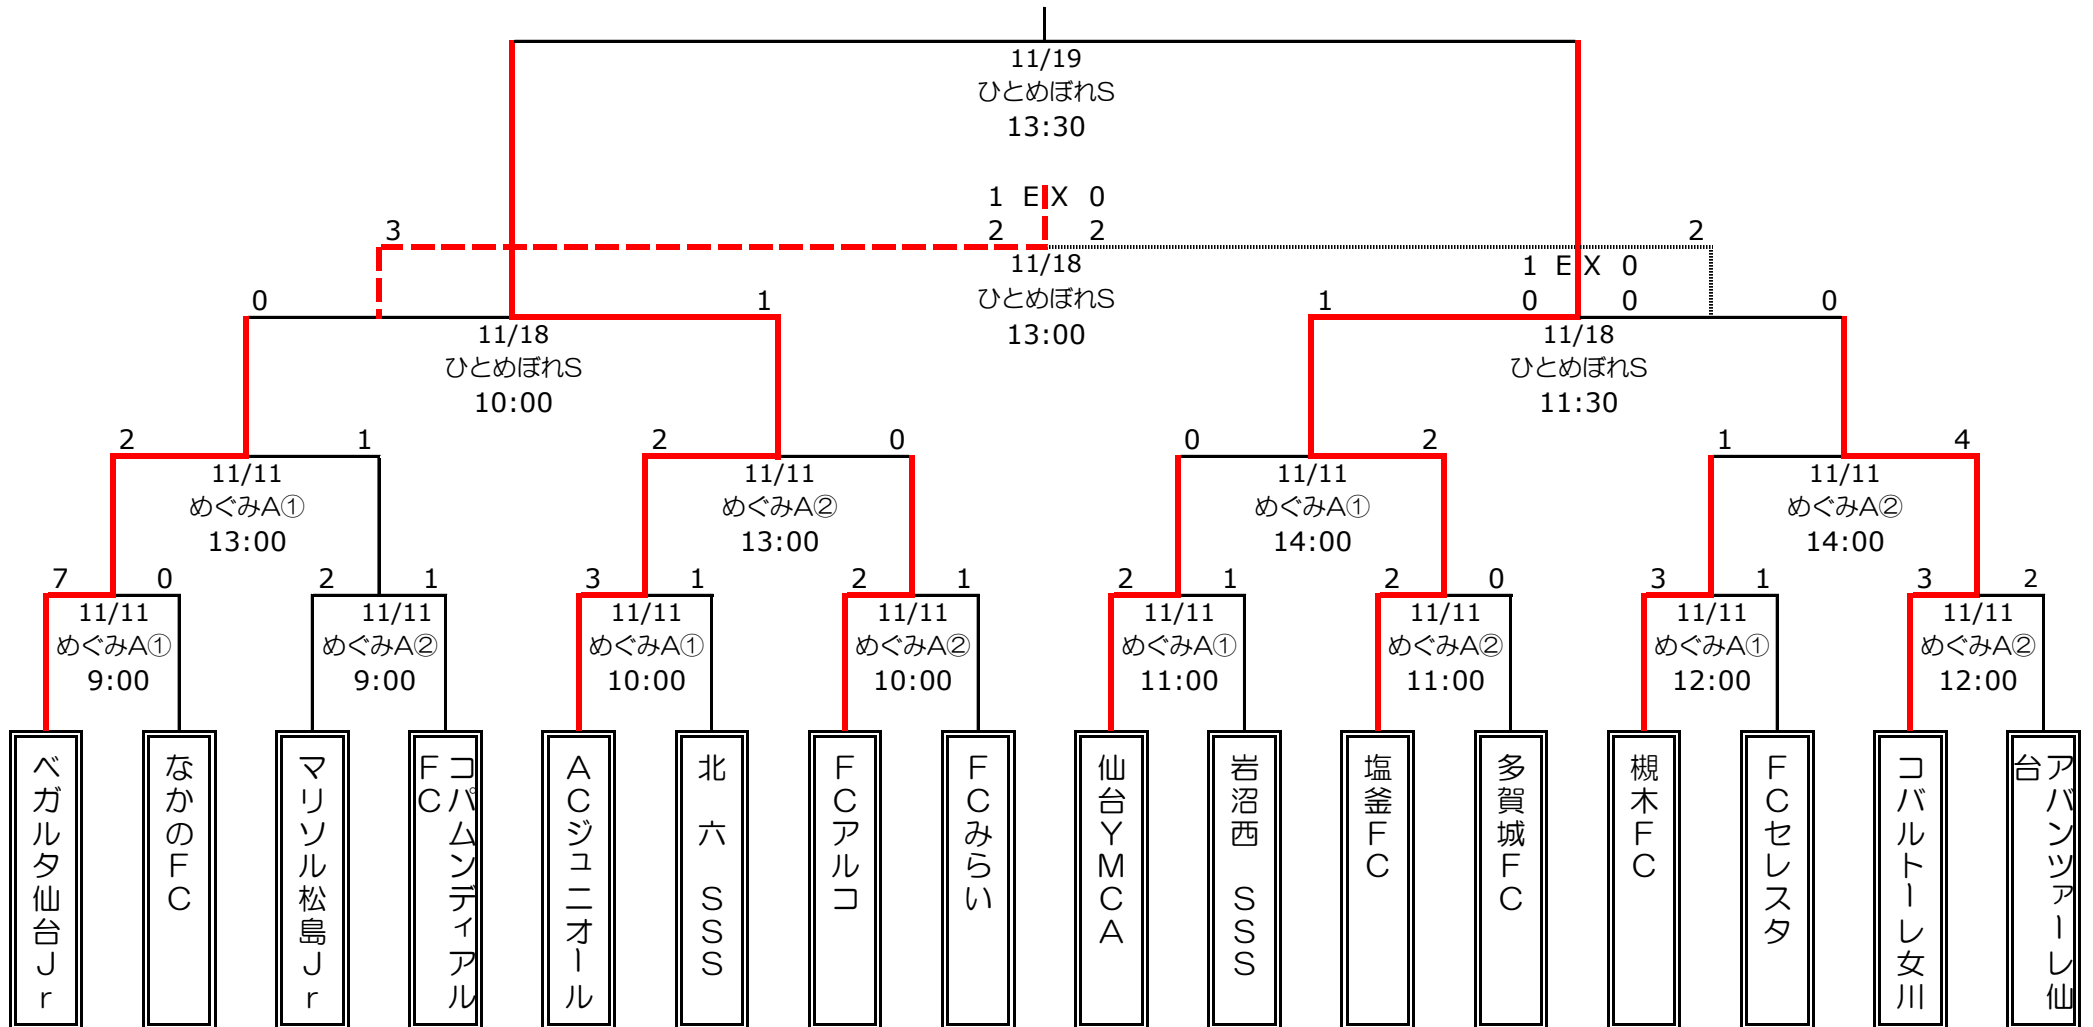 11/19
ひとめぼれS
13:30
1 EX 0
3 2 2 2
11/18
ひとめぼれS
13:00
1 EX 0
0 1 1 0 0 0
11/18
ひとめぼれS
10:00
11/18
ひとめぼれS
11:30
2 1 2 0 0 2 1 4
11/11
めぐみA①
13:00
11/11
めぐみA②
13:00
11/11
めぐみA①
14:00
11/11
めぐみA②
14:00
7 0 2 1 3 1 2 1 2 1 2 0 3 1 3 2
11/11
めぐみA①
9:00
11/11
めぐみA②
9:00
11/11
めぐみA①
10:00
11/11
めぐみA②
10:00
11/11
めぐみA①
11:00
11/11
めぐみA②
11:00
11/11
めぐみA①
12:00
11/11
めぐみA②
12:00
ベガルタ仙台Jr
なかのFC
マリソル松島Jr
コパムンディアル
FC
ACジュニオール
北 六 SSS
FCアルコ
FCみらい
仙台YMCA
岩沼西 SSS
塩釜FC
多賀城FC
槻木FC
FCセレスタ
コバルトーレ女川
アバンツァーレ仙
台